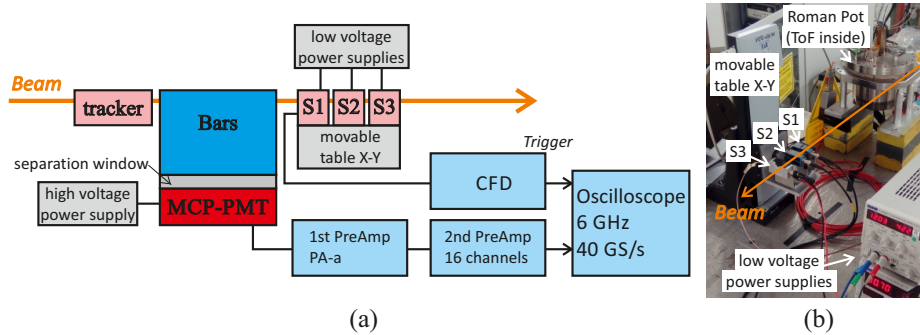 low voltage
power supplies
Beam
tracker
Bars
S1
S2
S3
movable
table X-Y
separation window
high voltage
power supply
MCP-PMT
Trigger
CFD
1st PreAmp
PA-a
2nd PreAmp
16 channels
Oscilloscope
6 GHz
40 GS/s
(a)
Roman Pot
(ToF inside)
movable
table X-Y
S1
S2
S3
Beam
low voltage
power supplies
(b)